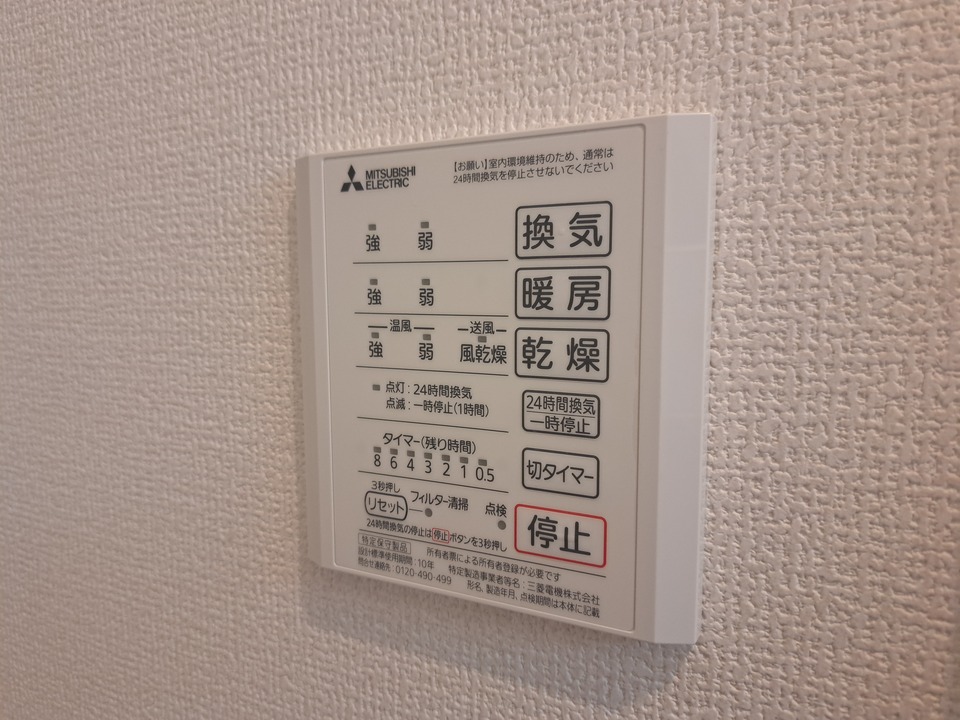 MITSUBISHI
ELECTRIC
【お願い】室内環境維持のため、通常は
24時間換気を停止させないでください
強 弱 換気
強 弱 暖房
温風 送風
強 弱 風乾燥 乾燥
点灯：24時間換気
点滅：一時停止(1時間)
24時間換気
一時停止
タイマー(残り時間)
8 6 4 3 2 1 0.5
切タイマー
3秒押し
リセット フィルター清掃 点検
停止
24時間換気の停止は停止ボタンを3秒押し
特定保守製品 所有者票による所有者登録が必要です
設計標準使用期間：10年 特定製造事業者等名：三菱電機株式会社
問合せ連絡先：0120-490-499 形名、製造年月、点検期間は本体に記載